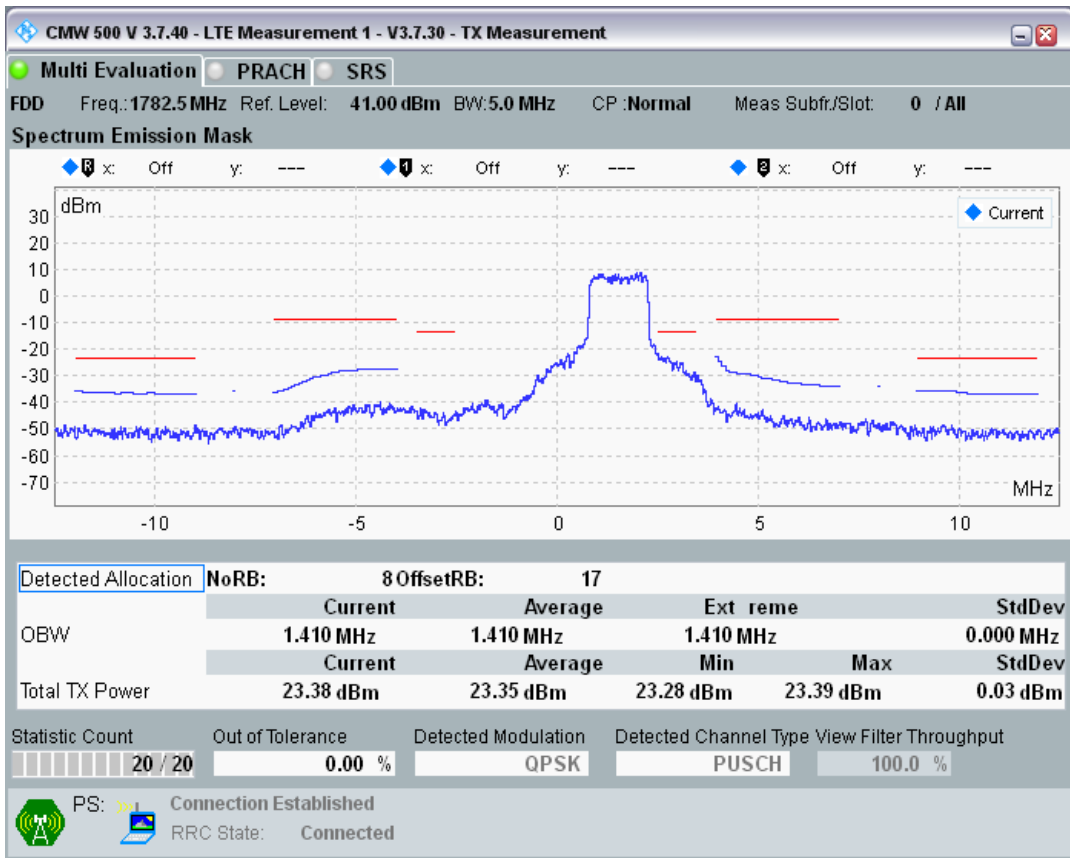 CMW 500 V 3.7.40 - LTE Measurement 1 - V3.7.30 - TX Measurement
Multi Evaluation PRACH SRS
FDD Freq.: 1782.5 MHz Ref. Level: 41.00 dBm BW: 5.0 MHz CP : Normal Meas Subfr./Slot: 0 / All
Spectrum Emission Mask
R x: Off y: --- 1 x: Off y: --- 2 x: Off y: ---
dBm
Current
30
20
10
0
-10
-20
-30
-40
-50
-60
-70
MHz
-10 -5 0 5 10
Detected Allocation NoRB: 8 OffsetRB: 17
Current Average Ext reme StdDev
OBW 1.410 MHz 1.410 MHz 1.410 MHz 0.000 MHz
Current Average Min Max StdDev
Total TX Power 23.38 dBm 23.35 dBm 23.28 dBm 23.39 dBm 0.03 dBm
Statistic Count Out of Tolerance Detected Modulation Detected Channel Type View Filter Throughput
20 / 20 0.00 % QPSK PUSCH 100.0 %
PS: Connection Established
RRC State: Connected